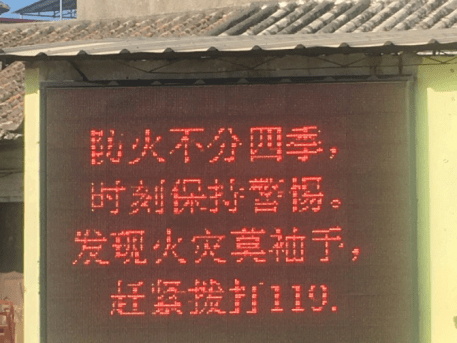 防火不分四季，
时刻保持警惕。
发现火灾莫袖手，
赶紧拨打119.